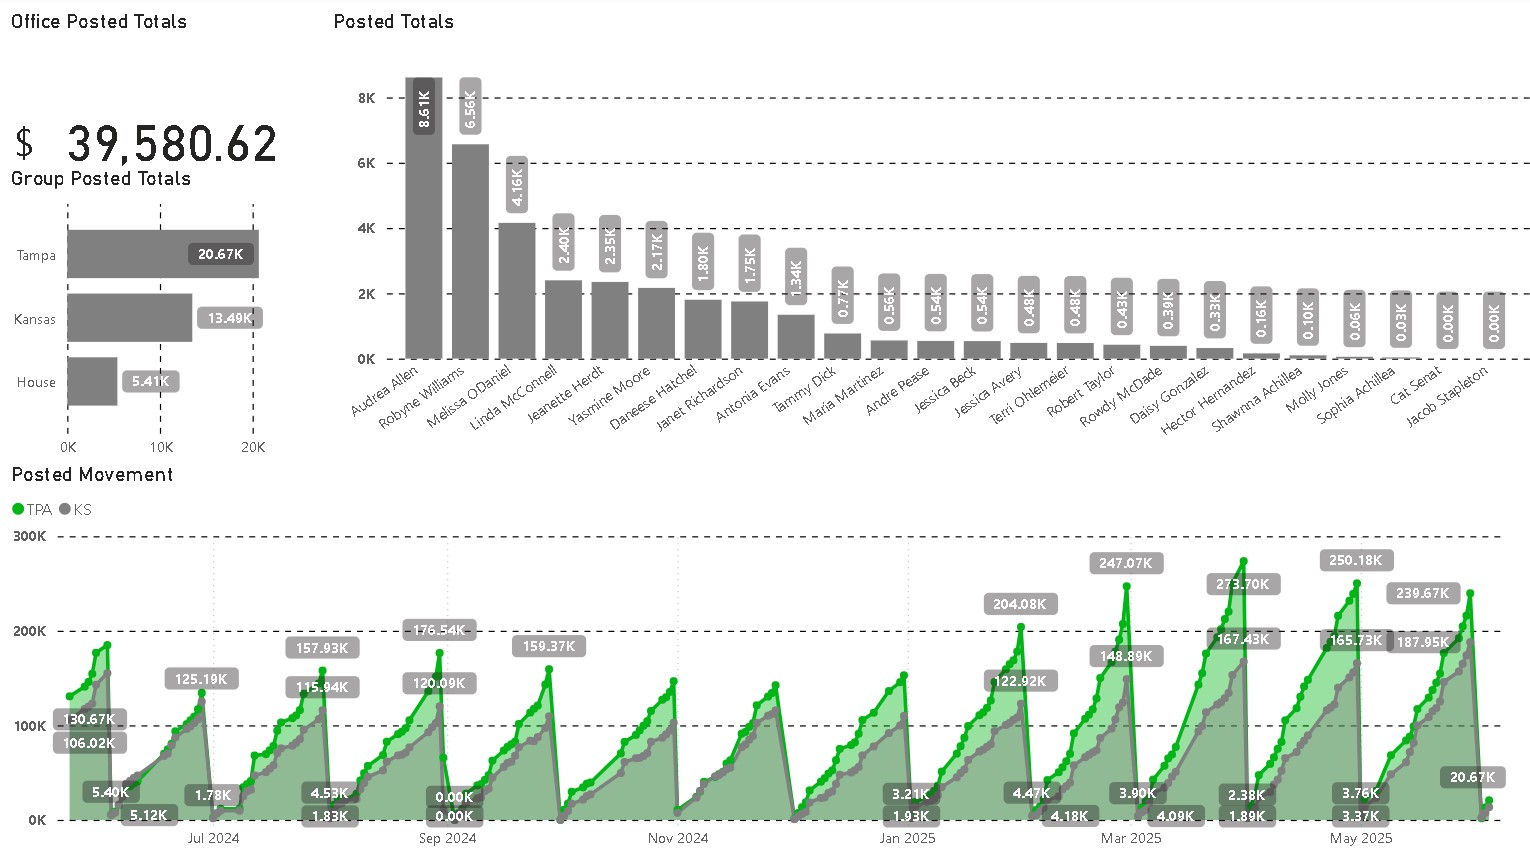 Office Posted Totals
$ 39,580.62
Group Posted Totals
Tampa
20.67K
Kansas
13.49K
House
5.41K
0K 10K 20K
Posted Totals
8K
6K
4K
2K
0K
8.61K
6.56K
4.16K
2.40K
2.35K
2.17K
1.80K
1.75K
1.34K
0.77K
0.56K
0.54K
0.54K
0.48K
0.48K
0.43K
0.39K
0.33K
0.16K
0.10K
0.06K
0.03K
0.00K
0.00K
Audrea Allen
Robyne Williams
Melissa O'Daniel
Linda McConnell
Jeanette Herdt
Yasmine Moore
Daneese Hatchel
Janet Richardson
Antonia Evans
Tammy Dick
Maria Martinez
Andre Pease
Jessica Beck
Jessica Avery
Terri Ohlemeier
Robert Taylor
Rowdy McDade
Daisy Gonzalez
Hector Hernandez
Shawnna Achillea
Molly Jones
Sophia Achillea
Cat Senat
Jacob Stapleton
Posted Movement
TPA KS
300K
200K
100K
0K
130.67K
106.02K
5.40K
5.12K
125.19K
1.78K
157.93K
115.94K
4.53K
1.83K
176.54K
120.09K
0.00K
0.00K
159.37K
3.21K
1.93K
204.08K
122.92K
4.47K
4.18K
247.07K
148.89K
3.90K
4.09K
273.70K
167.43K
2.38K
1.89K
250.18K
165.73K
3.76K
3.37K
239.67K
187.95K
20.67K
Jul 2024 Sep 2024 Nov 2024 Jan 2025 Mar 2025 May 2025